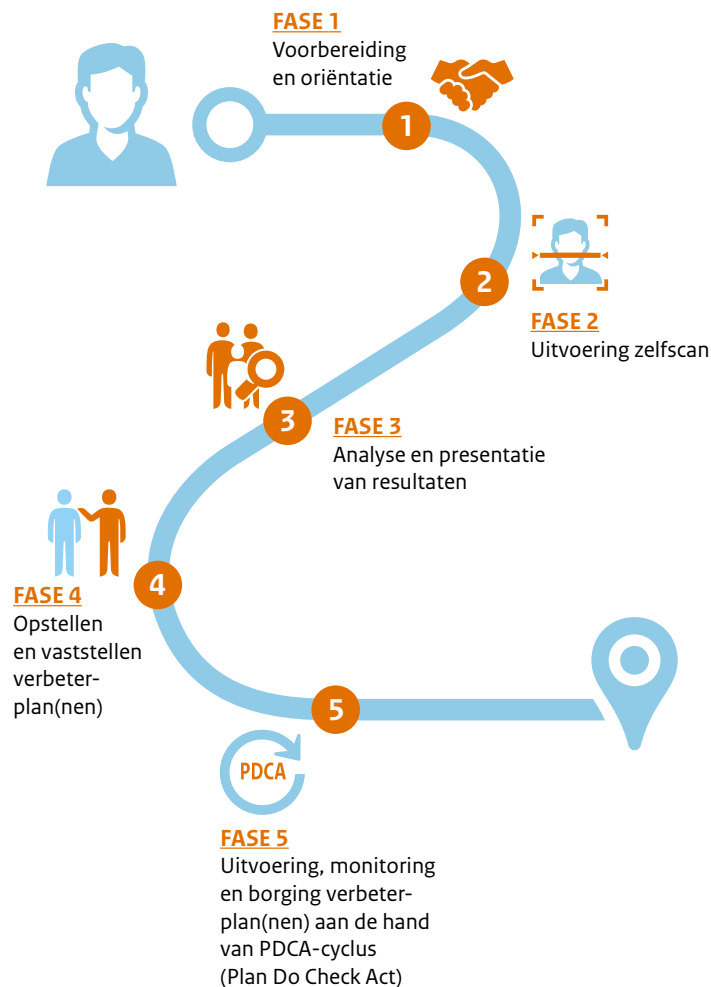 FASE 1
Voorbereiding
en oriëntatie
1
2
FASE 2
Uitvoering zelfscan
3
FASE 3
Analyse en presentatie
van resultaten
4
FASE 4
Opstellen
en vaststellen
verbeter-
plan(nen)
5
PDCA
FASE 5
Uitvoering, monitoring
en borging verbeter-
plan(nen) aan de hand
van PDCA-cyclus
(Plan Do Check Act)